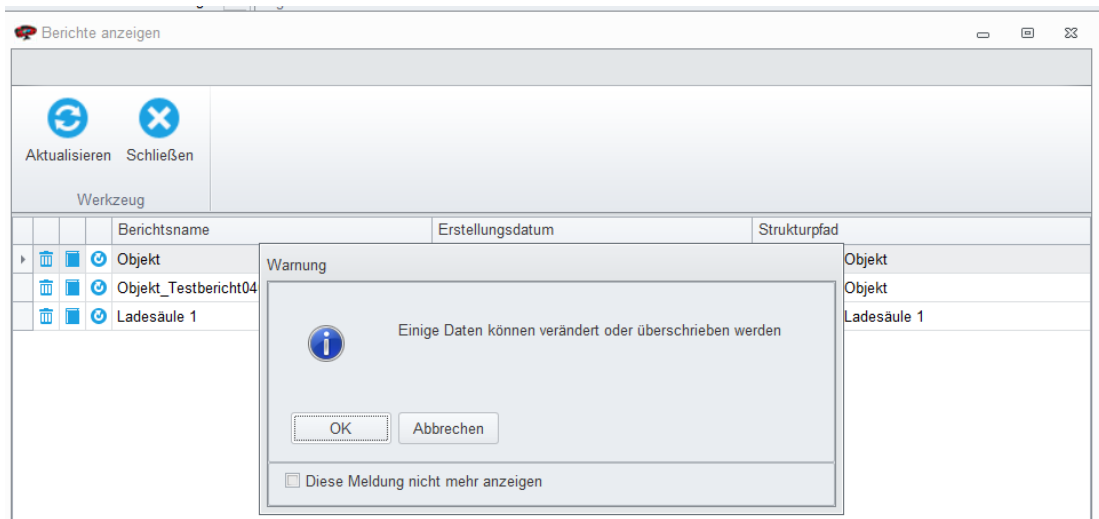 Berichte anzeigen
Aktualisieren Schließen
Werkzeug
Berichtsname Erstellungsdatum Strukturpfad
Objekt Objekt
Objekt_Testbericht04 Objekt
Ladesäule 1 Ladesäule 1
Warnung
Einige Daten können verändert oder überschrieben werden
OK Abbrechen
Diese Meldung nicht mehr anzeigen